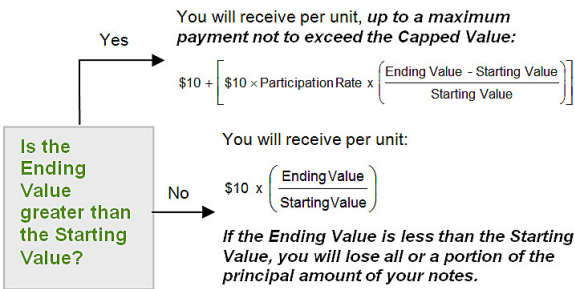 You will receive per unit, up to a maximum
Yes
payment not to exceed the Capped Value:
$10 + [$10 × Participation Rate x (Ending Value - Starting Value / Starting Value)]
Is the
Ending
Value
greater than
the Starting
Value?
You will receive per unit:
No
$10 x (Ending Value / Starting Value)
If the Ending Value is less than the Starting
Value, you will lose all or a portion of the
principal amount of your notes.